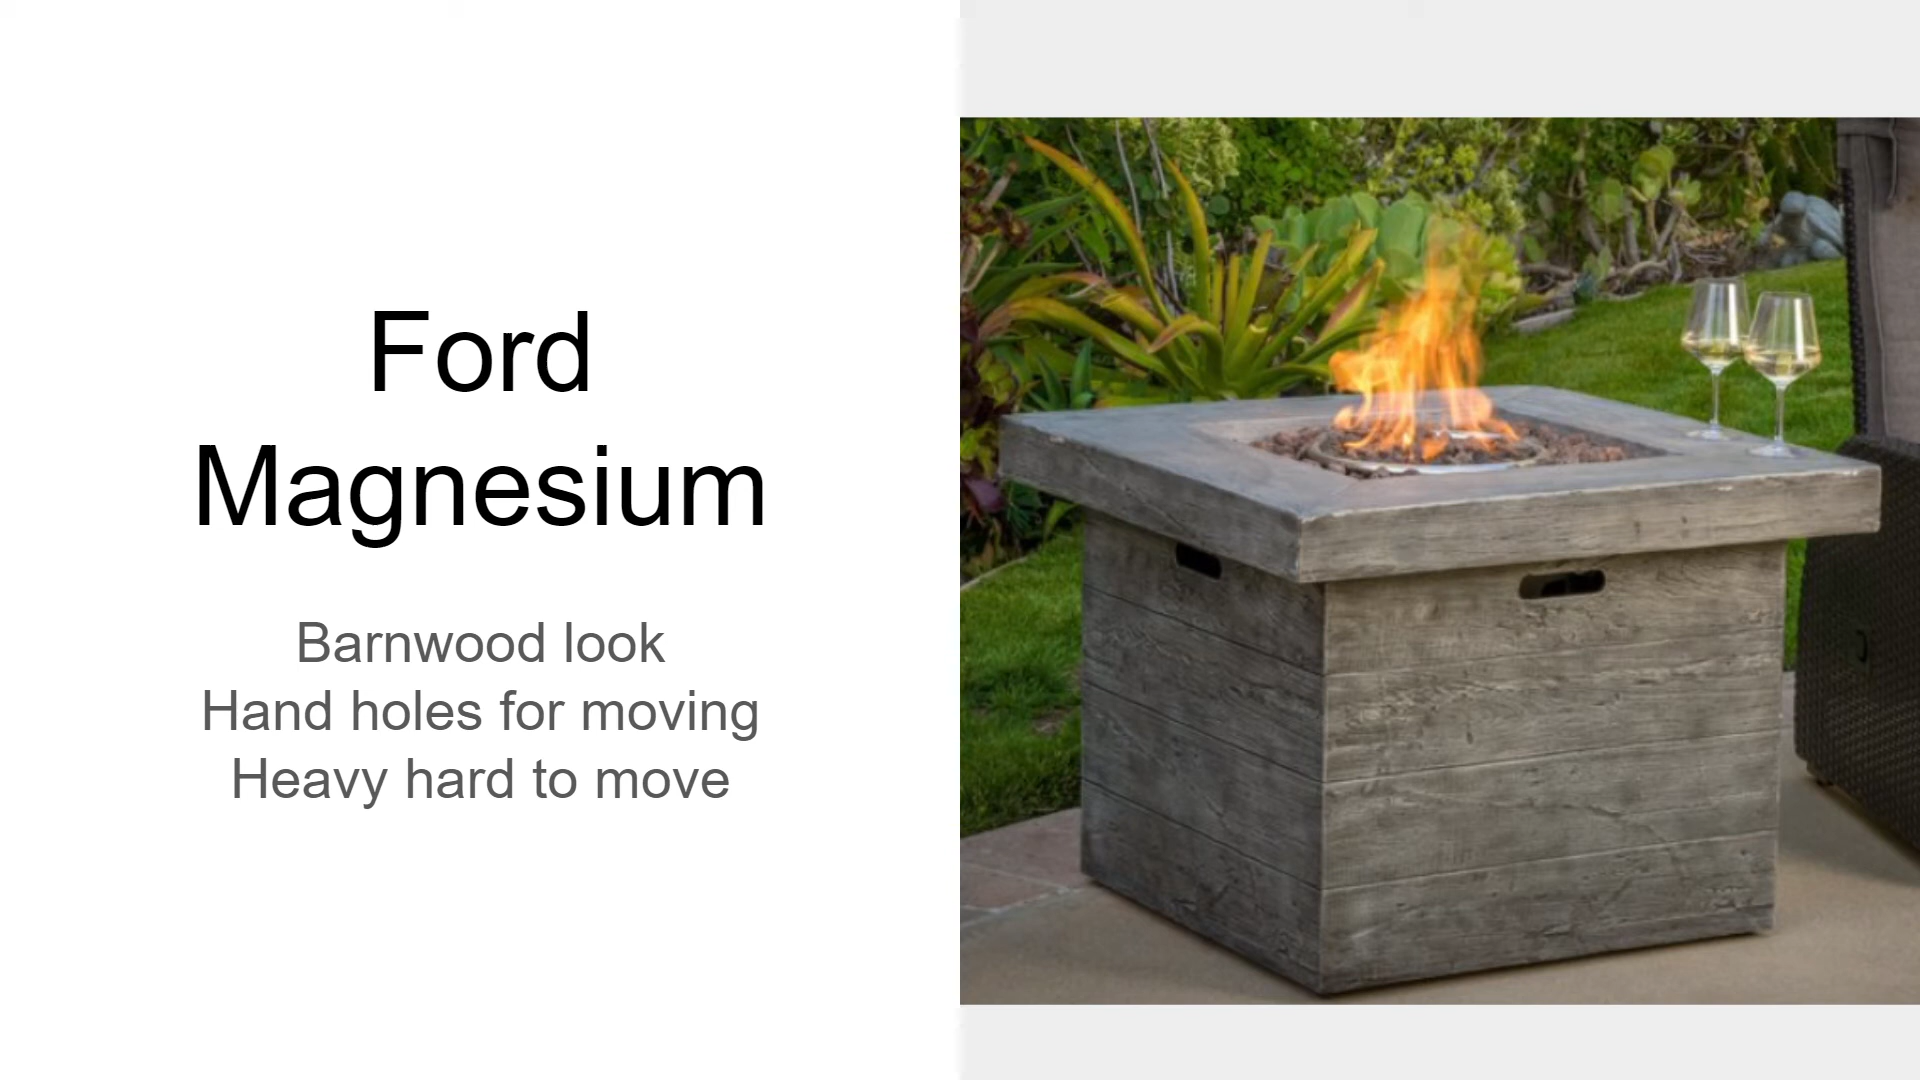 Ford
Magnesium
Barnwood look
Hand holes for moving
Heavy hard to move